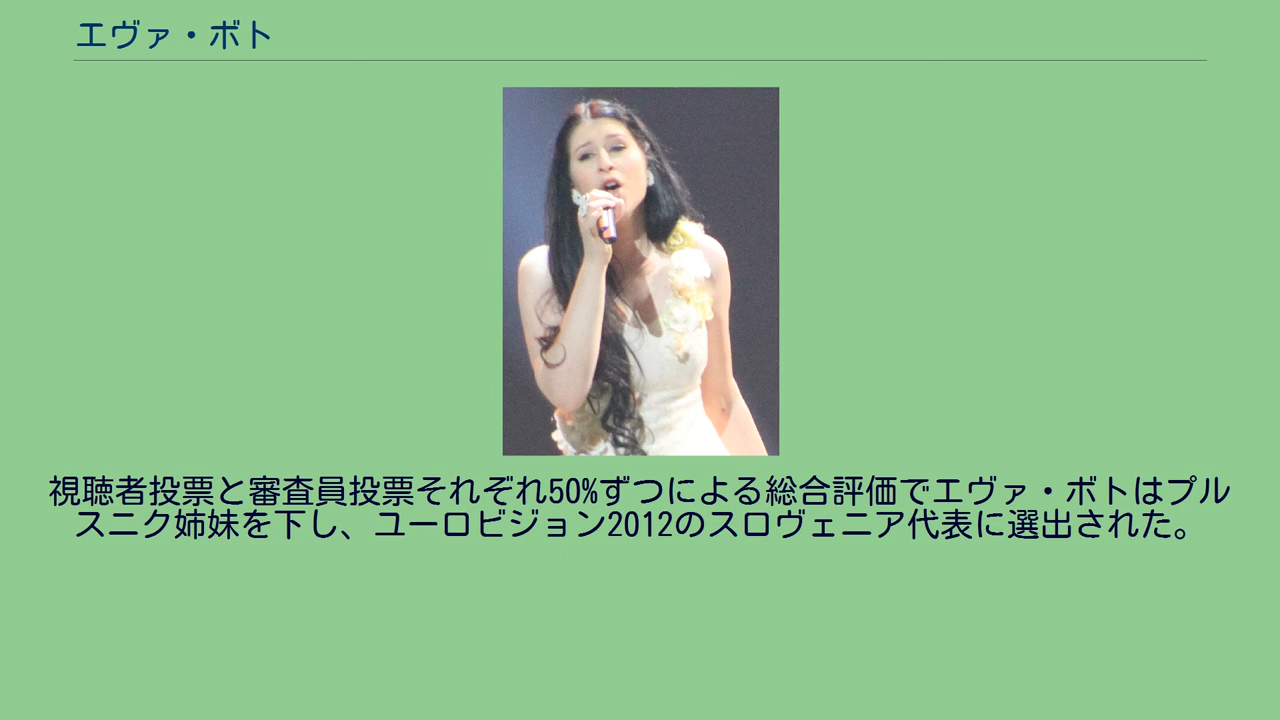 エヴァ・ボト
視聴者投票と審査員投票それぞれ50%ずつによる総合評価でエヴァ・ボトはプル
スニク姉妹を下し、ユーロビジョン2012のスロヴェニア代表に選出された。